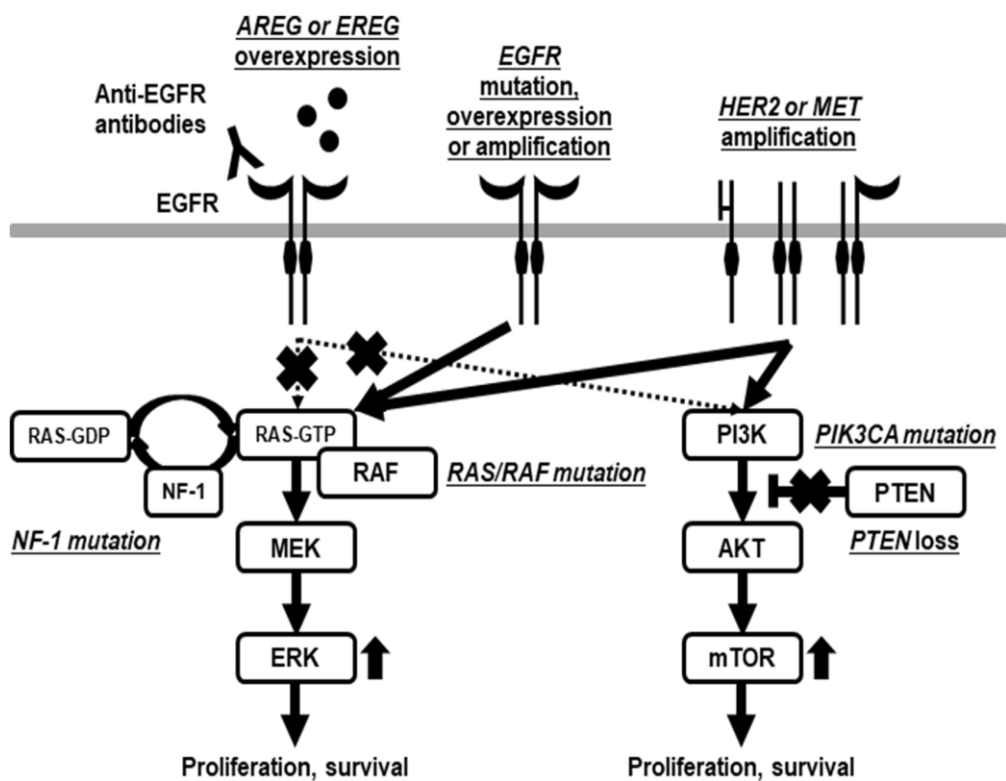 AREG or EREG
overexpression
Anti-EGFR
antibodies
EGFR
EGFR
mutation,
overexpression
or amplification
HER2 or MET
amplification
RAS-GDP
RAS-GTP
NF-1
RAF
RAS/RAF mutation
NF-1 mutation
MEK
ERK
Proliferation, survival
PI3K
PIK3CA mutation
PTEN
PTEN loss
AKT
mTOR
Proliferation, survival